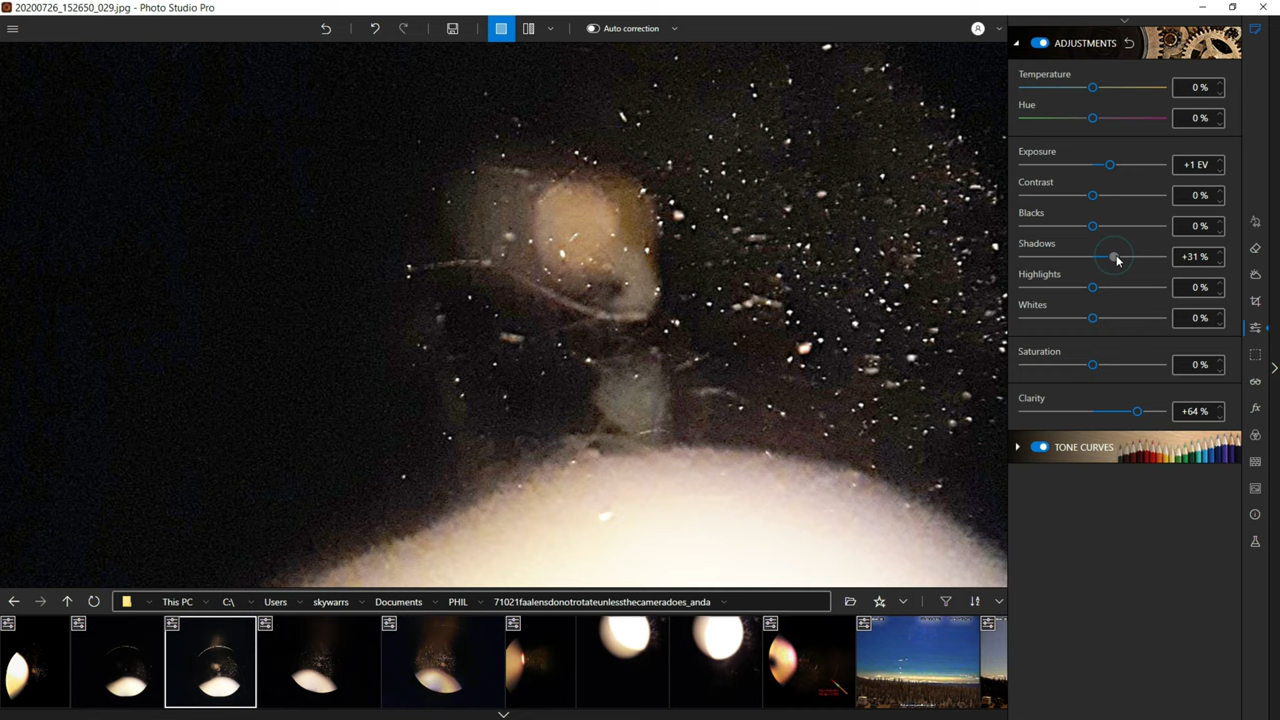 20200726_152650_029.jpg - Photo Studio Pro
Auto correction
ADJUSTMENTS
Temperature
0 %
Hue
0 %
Exposure
+1 EV
Contrast
0 %
Blacks
0 %
Shadows
+31 %
Highlights
0 %
Whites
0 %
Saturation
0 %
Clarity
+64 %
TONE CURVES
This PC C:\ Users skywarrs Documents PHIL 71021faalensdonotrotateunlessthecameradoes_anda